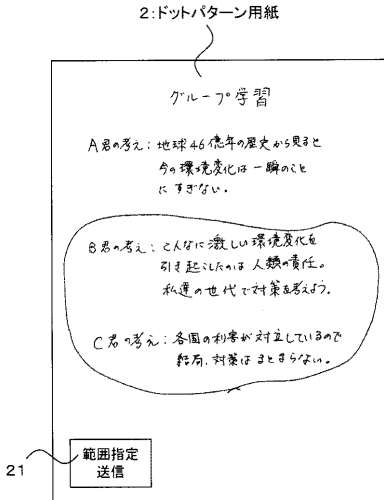 2:ドットパターン用紙
グループ学習
A君の考え：地球46億年の歴史から見ると
今の環境変化は一瞬のこと
にすぎない。
B君の考え：こんなに激しい環境変化を
引き起こしたのは人類の責任。
私達の世代で対策を考えよう。
C君の考え：各国の利害が対立しているので
結局、対策はまとまらない。
21
範囲指定
送信